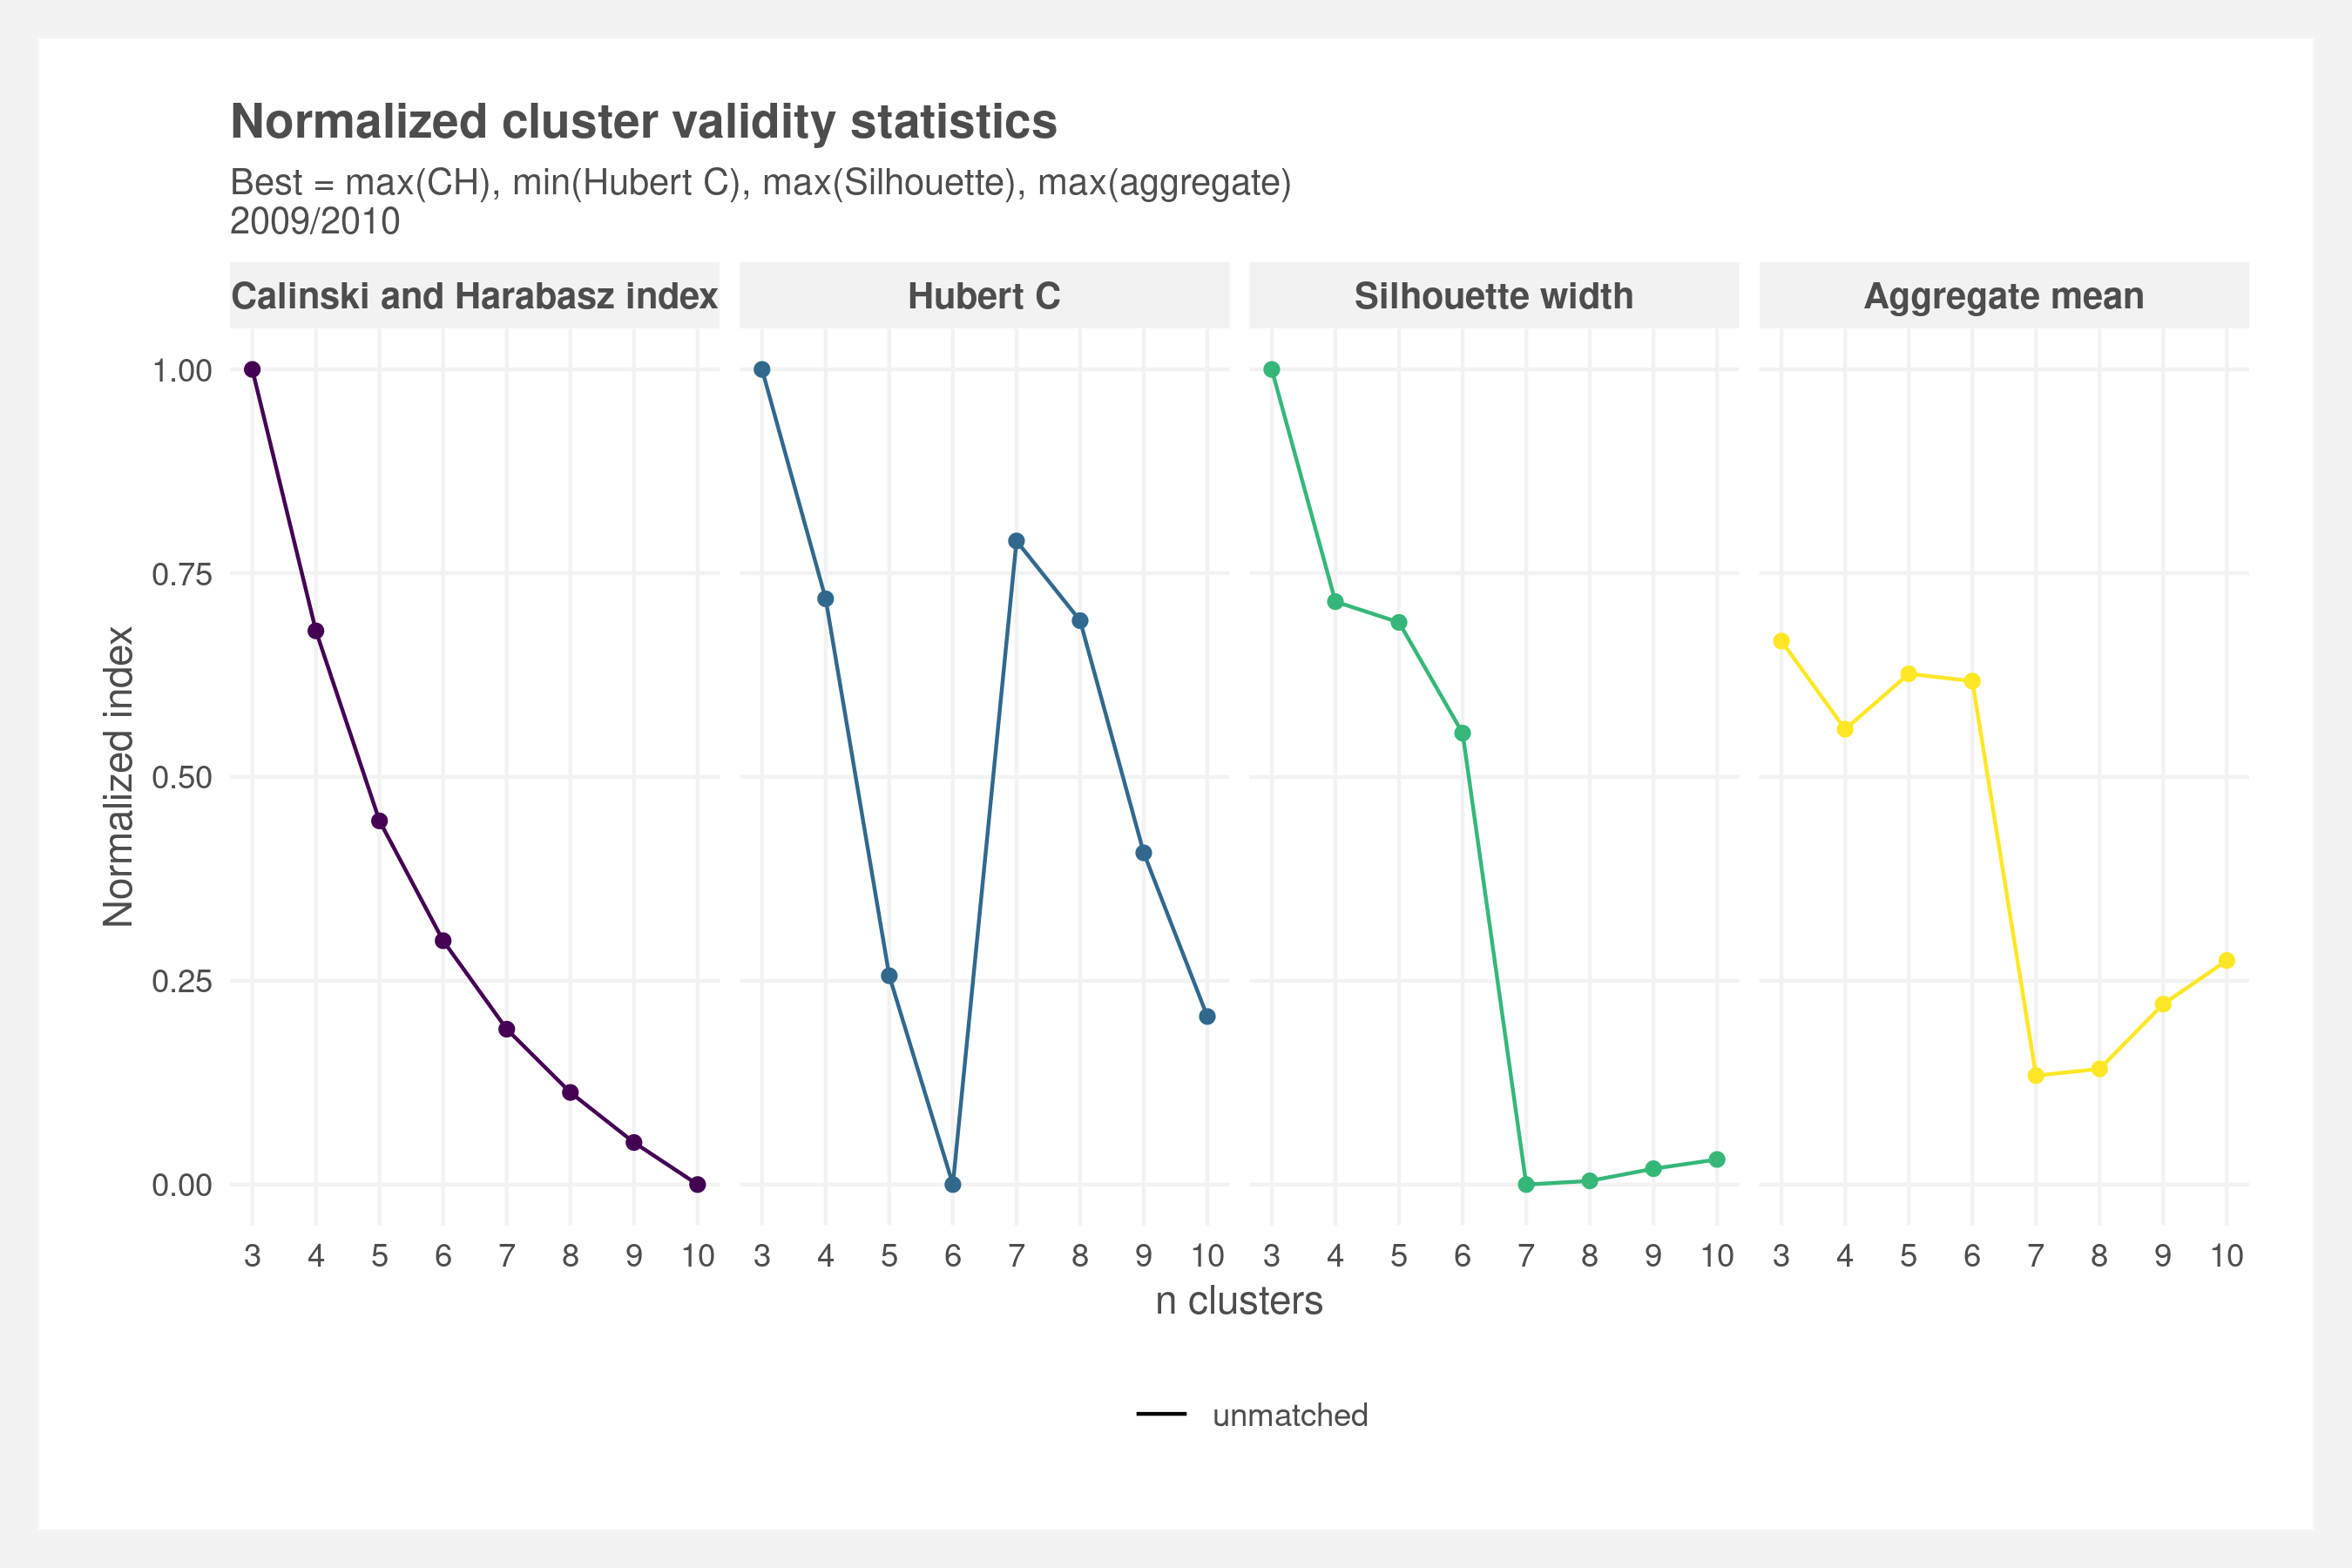 Normalized cluster validity statistics
Best = max(CH), min(Hubert C), max(Silhouette), max(aggregate)
2009/2010
Calinski and Harabasz index
Hubert C
Silhouette width
Aggregate mean
Normalized index
1.00
0.75
0.50
0.25
0.00
3 4 5 6 7 8 9 10
3 4 5 6 7 8 9 10
3 4 5 6 7 8 9 10
3 4 5 6 7 8 9 10
n clusters
unmatched